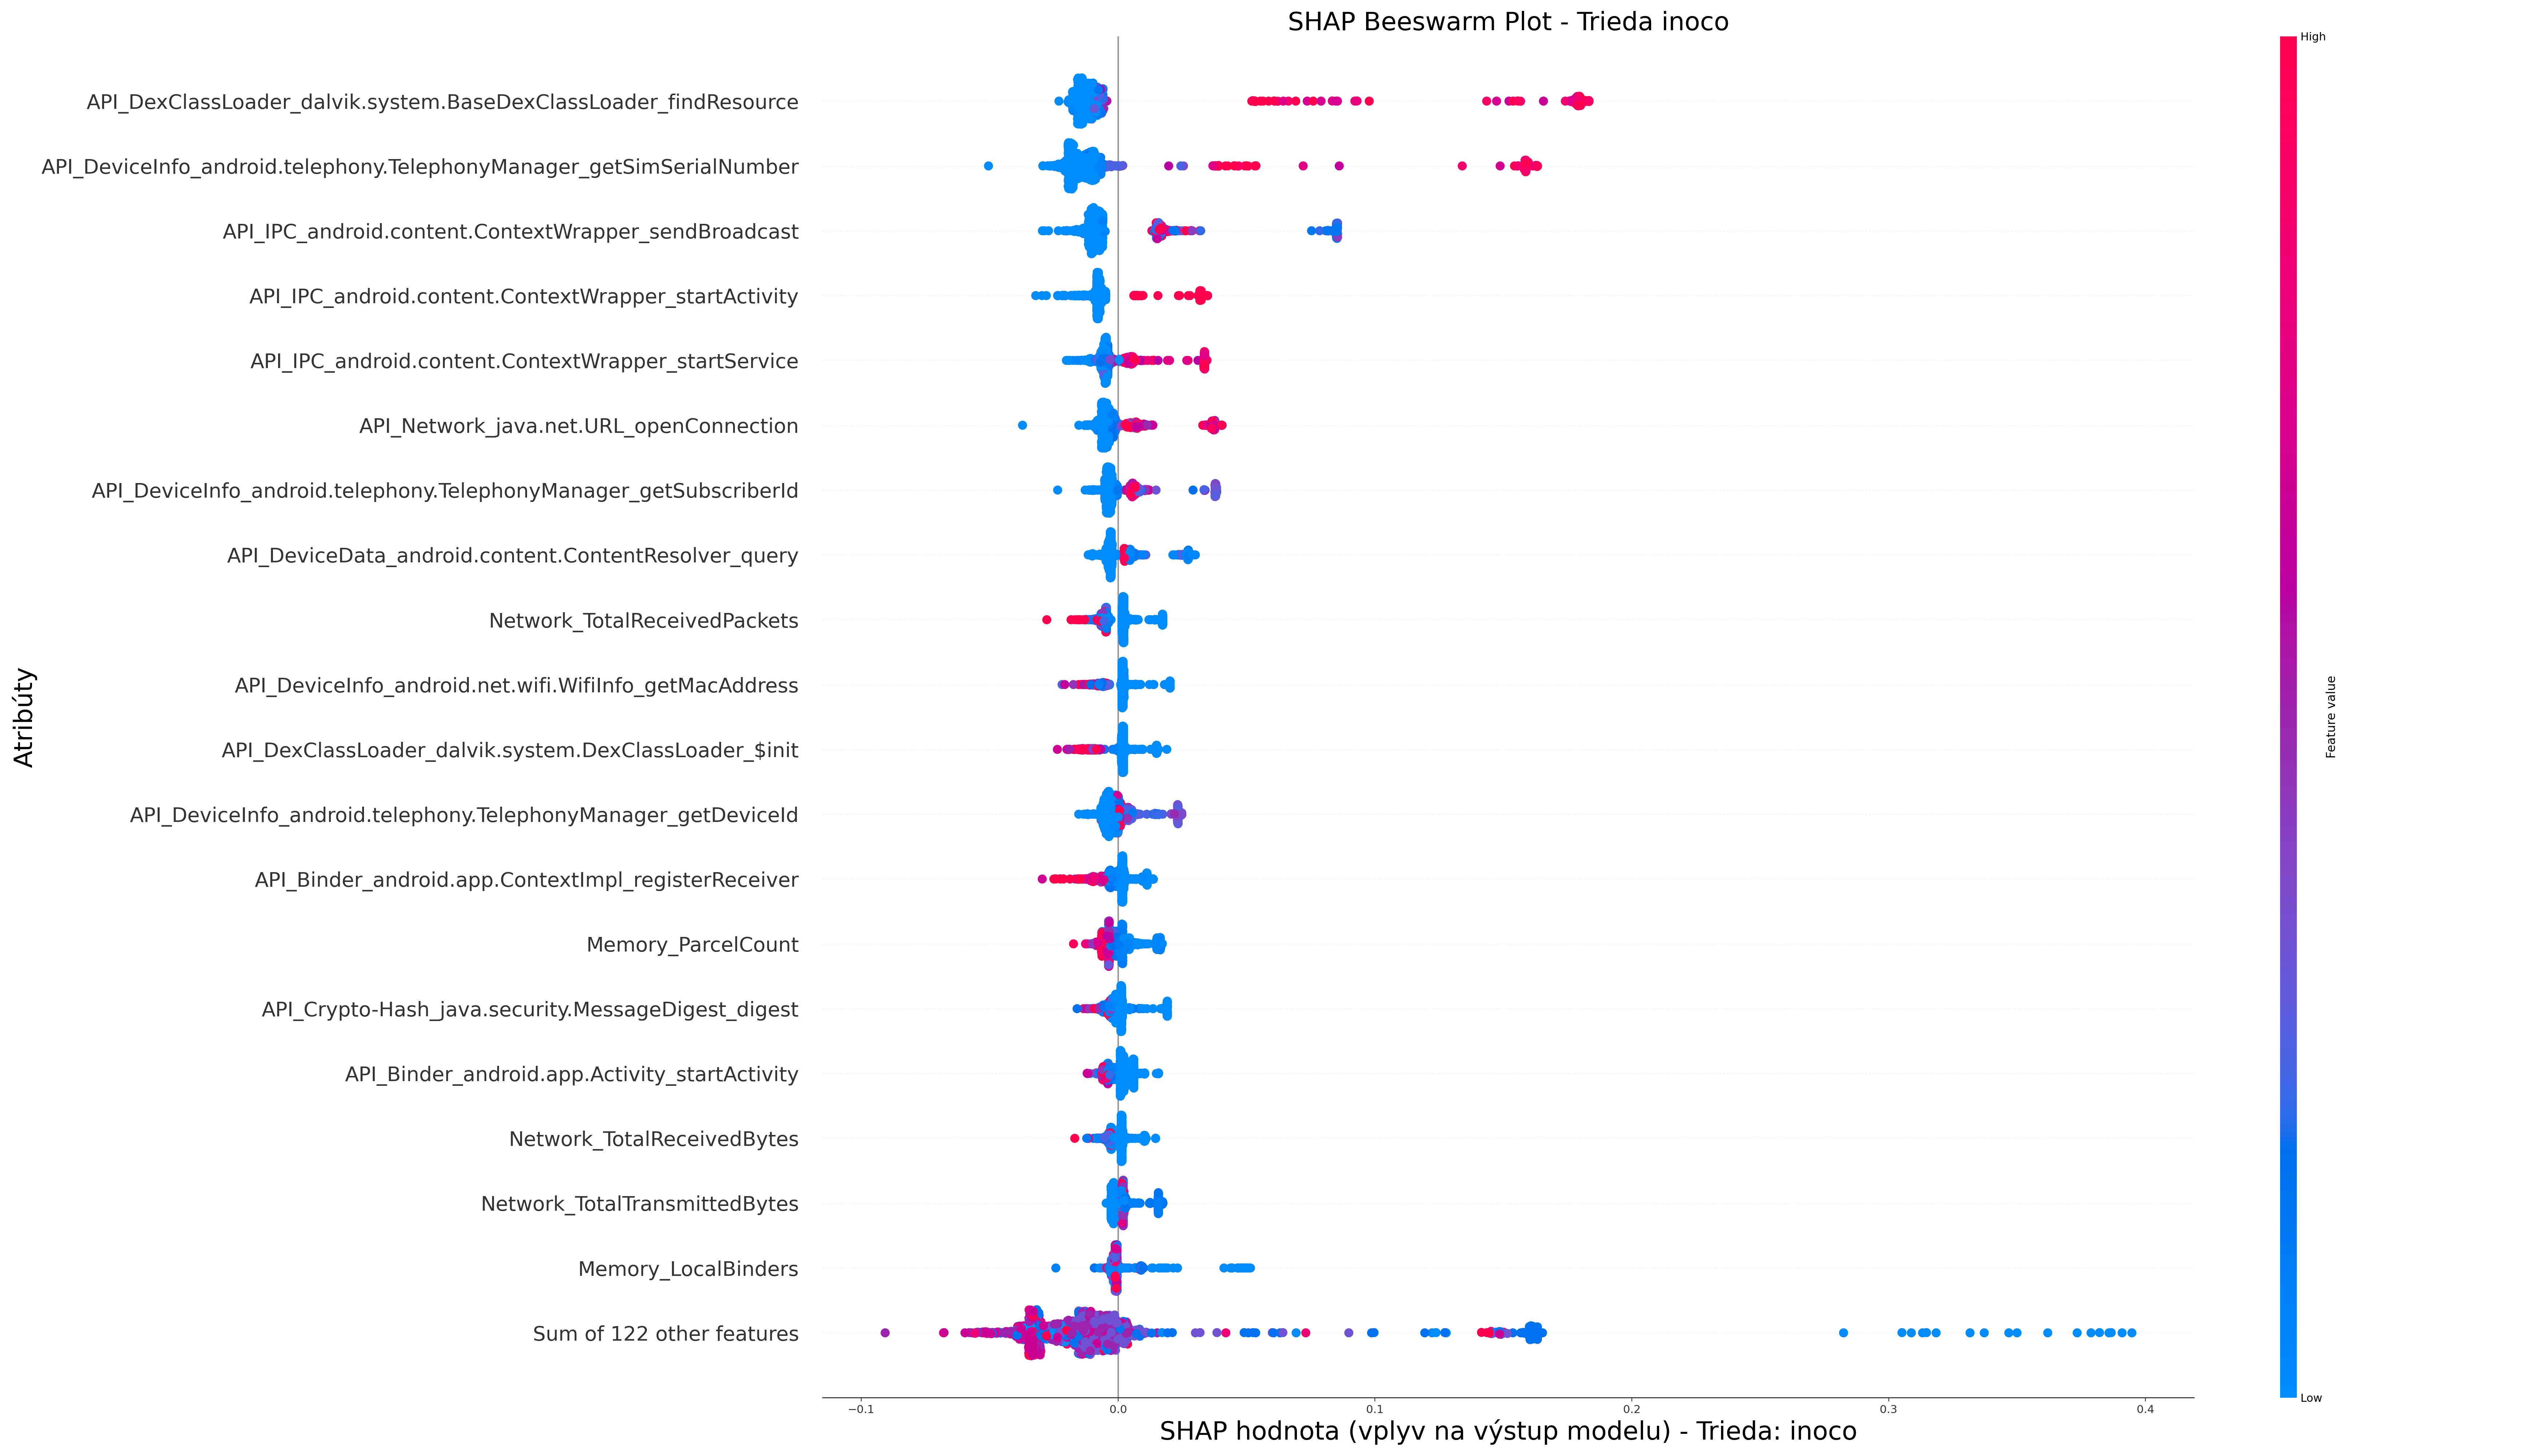 SHAP Beeswarm Plot - Trieda inoco
High
API_DexClassLoader_dalvik.system.BaseDexClassLoader_findResource
API_DeviceInfo_android.telephony.TelephonyManager_getSimSerialNumber
API_IPC_android.content.ContextWrapper_sendBroadcast
API_IPC_android.content.ContextWrapper_startActivity
API_IPC_android.content.ContextWrapper_startService
API_Network_java.net.URL_openConnection
API_DeviceInfo_android.telephony.TelephonyManager_getSubscriberId
API_DeviceData_android.content.ContentResolver_query
Network_TotalReceivedPackets
API_DeviceInfo_android.net.wifi.WifiInfo_getMacAddress
API_DexClassLoader_dalvik.system.DexClassLoader_$init
API_DeviceInfo_android.telephony.TelephonyManager_getDeviceId
API_Binder_android.app.ContextImpl_registerReceiver
Memory_ParcelCount
API_Crypto-Hash_java.security.MessageDigest_digest
API_Binder_android.app.Activity_startActivity
Network_TotalReceivedBytes
Network_TotalTransmittedBytes
Memory_LocalBinders
Sum of 122 other features
Atribúty
Feature value
Low
−0.1 0.0 0.1 0.2 0.3 0.4
SHAP hodnota (vplyv na výstup modelu) - Trieda: inoco